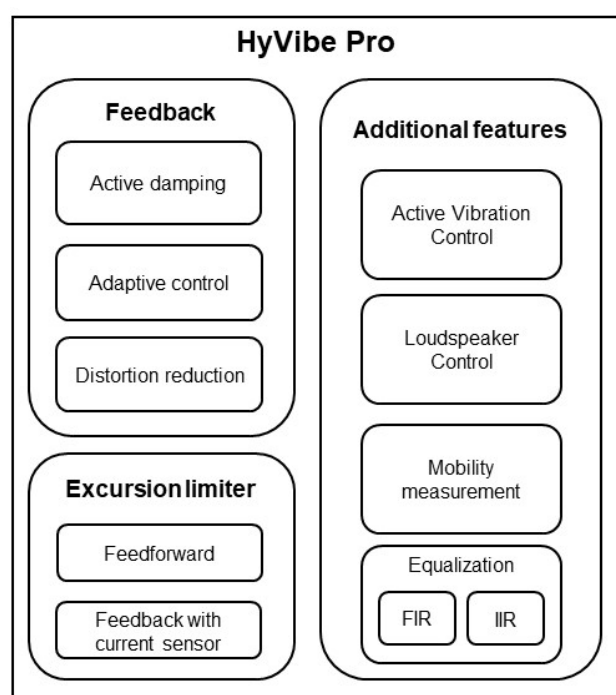 HyVibe Pro
Feedback
Active damping
Adaptive control
Distortion reduction
Excursion limiter
Feedforward
Feedback with
current sensor
Additional features
Active Vibration
Control
Loudspeaker
Control
Mobility
measurement
Equalization
FIR
IIR